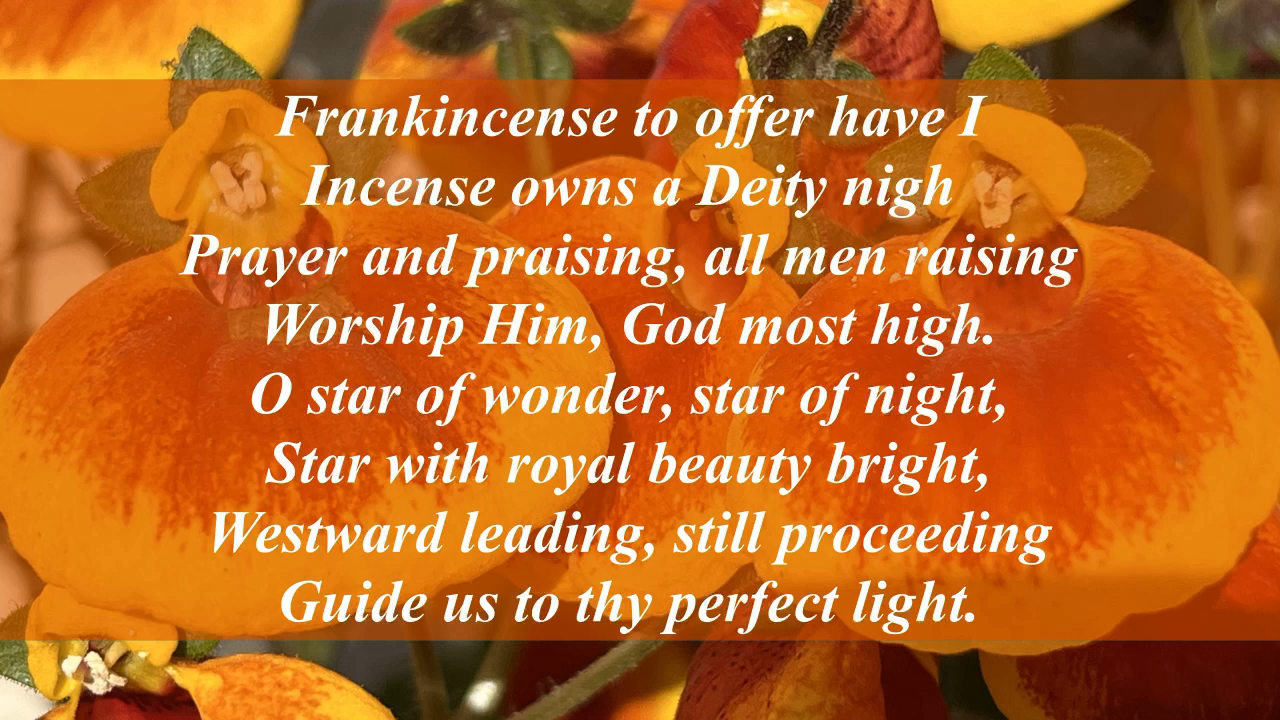 Frankincense to offer have I
Incense owns a Deity nigh
Prayer and praising, all men raising
Worship Him, God most high.
O star of wonder, star of night,
Star with royal beauty bright,
Westward leading, still proceeding
Guide us to thy perfect light.